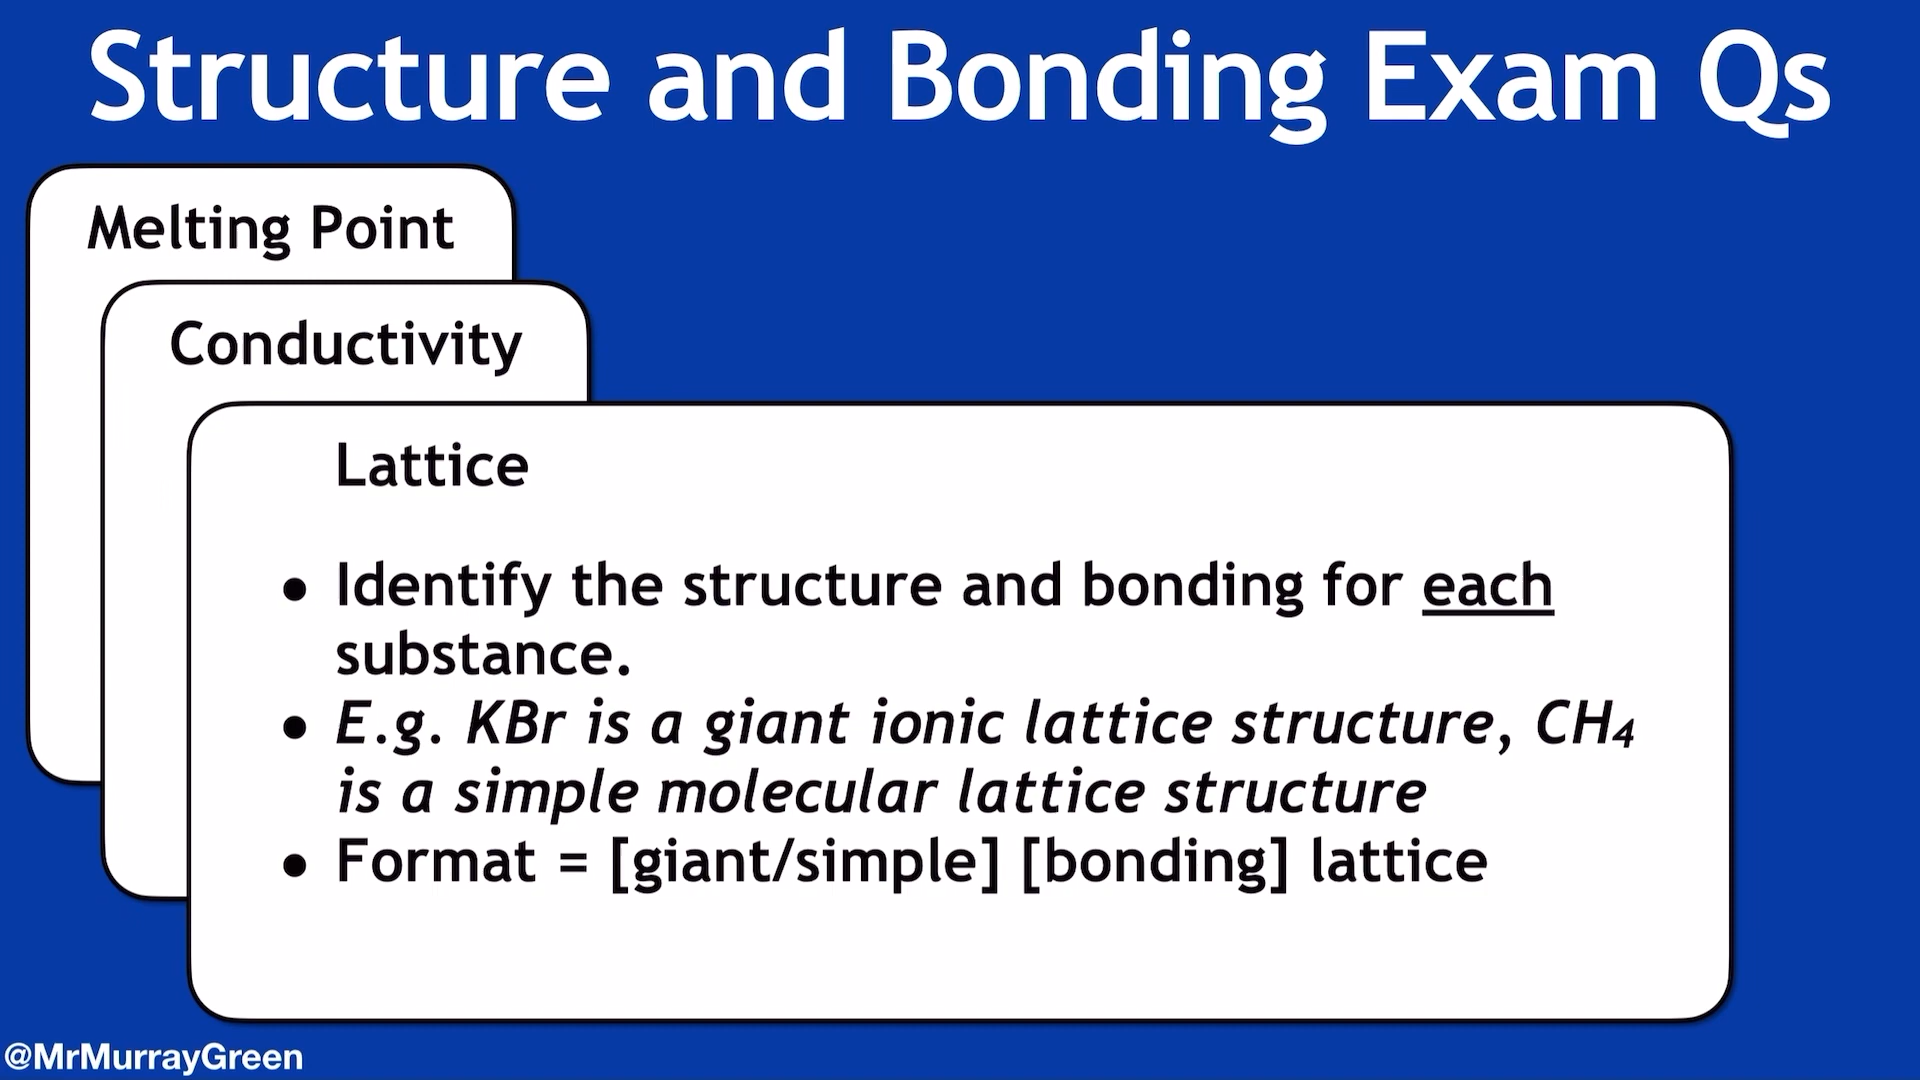 Structure and Bonding Exam Qs
Melting Point
Conductivity
Lattice
• Identify the structure and bonding for each
substance.
• E.g. KBr is a giant ionic lattice structure, CH₄
is a simple molecular lattice structure
• Format = [giant/simple] [bonding] lattice
@MrMurrayGreen